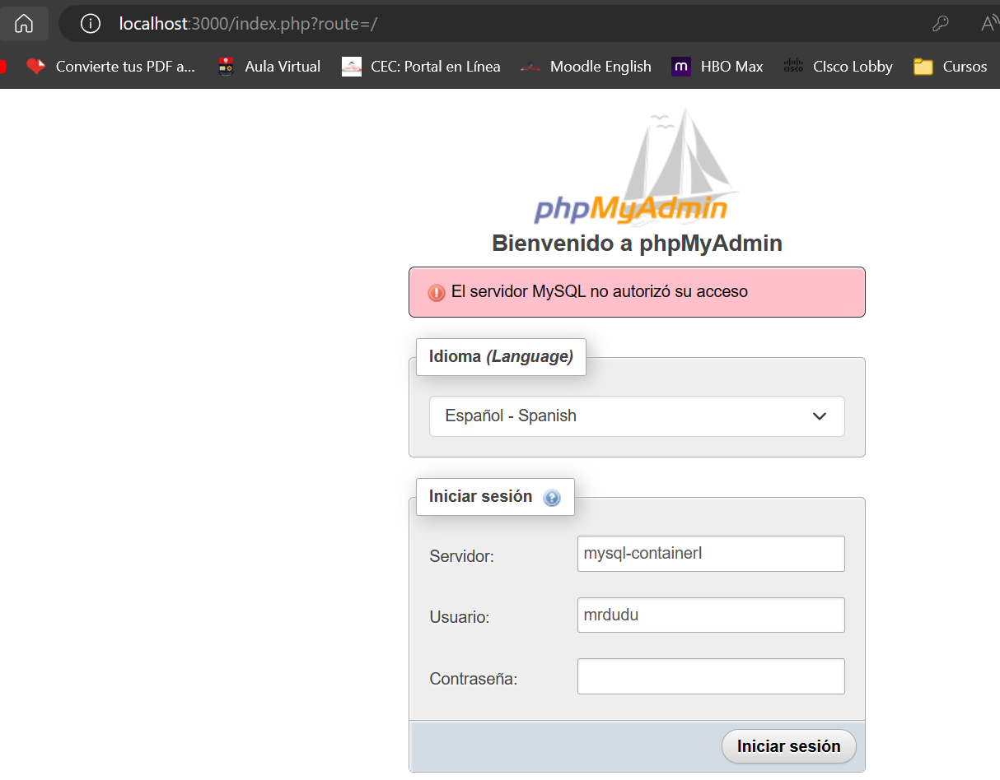 localhost:3000/index.php?route=/
Convierte tus PDF a... Aula Virtual CEC: Portal en Línea Moodle English m HBO Max CISCO CIsco Lobby Cursos
phpMyAdmin
Bienvenido a phpMyAdmin
El servidor MySQL no autorizó su acceso
Idioma (Language)
Español - Spanish
Iniciar sesión
Servidor: mysql-containerI
Usuario: mrdudu
Contraseña:
Iniciar sesión